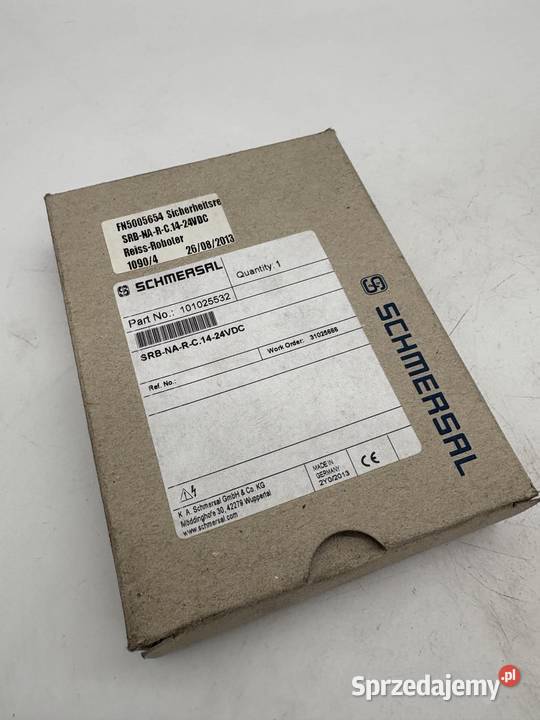 FN5005654 Sicherheitsre
SRB-NA-R-C.14-24VDC
Reiss-Roboter
1090/4 26/08/2013
SCHMERSAL
Quantity: 1
Part No.: 101025532
SRB-NA-R-C.14-24VDC
Work Order: 31025666
Ref. No.:
MADE IN
GERMANY
2Y0/2013
CE
K. A. Schmersal GmbH & Co. KG
Möddinghofe 30, 42279 Wuppertal
www.schmersal.com
SCHMERSAL
Sprzedajemy.pl